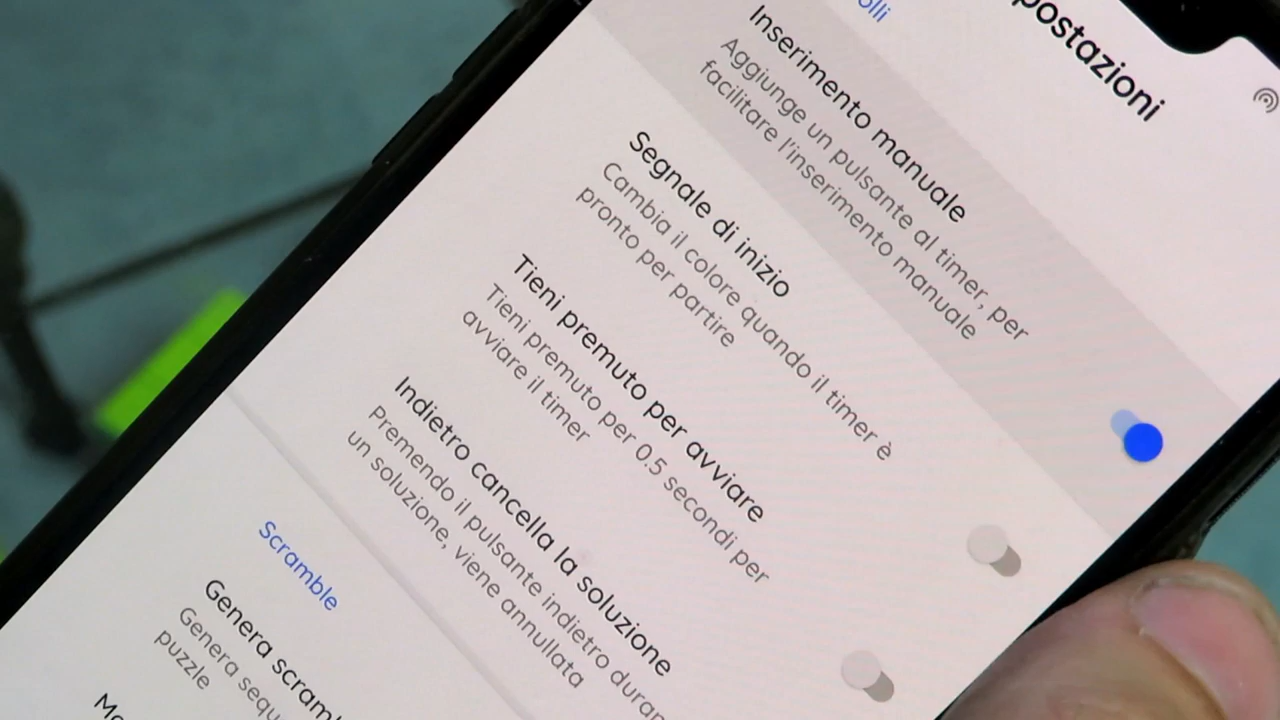 postazioni
olli
Inserimento manuale
Aggiunge un pulsante al timer, per
facilitare l'inserimento manuale
Segnale di inizio
Cambia il colore quando il timer è
pronto per partire
Tieni premuto per avviare
Tieni premuto per 0.5 secondi per
avviare il timer
Indietro cancella la soluzione
Premendo il pulsante indietro duran
un soluzione, viene annullata
Scramble
Genera scram
Genera sequ
puzzle
Mo